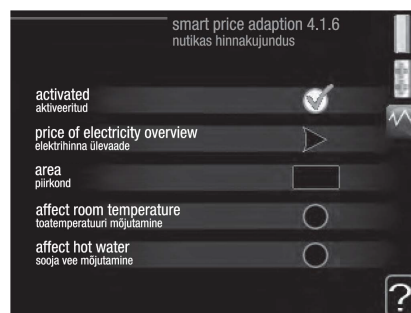 smart price adaption 4.1.6
nutikas hinnakujundus
activated
aktiveeritud
price of electricity overview
elektrihinna ülevaade
area
piirkond
affect room temperature
toatemperatuuri mõjutamine
affect hot water
sooja vee mõjutamine
?